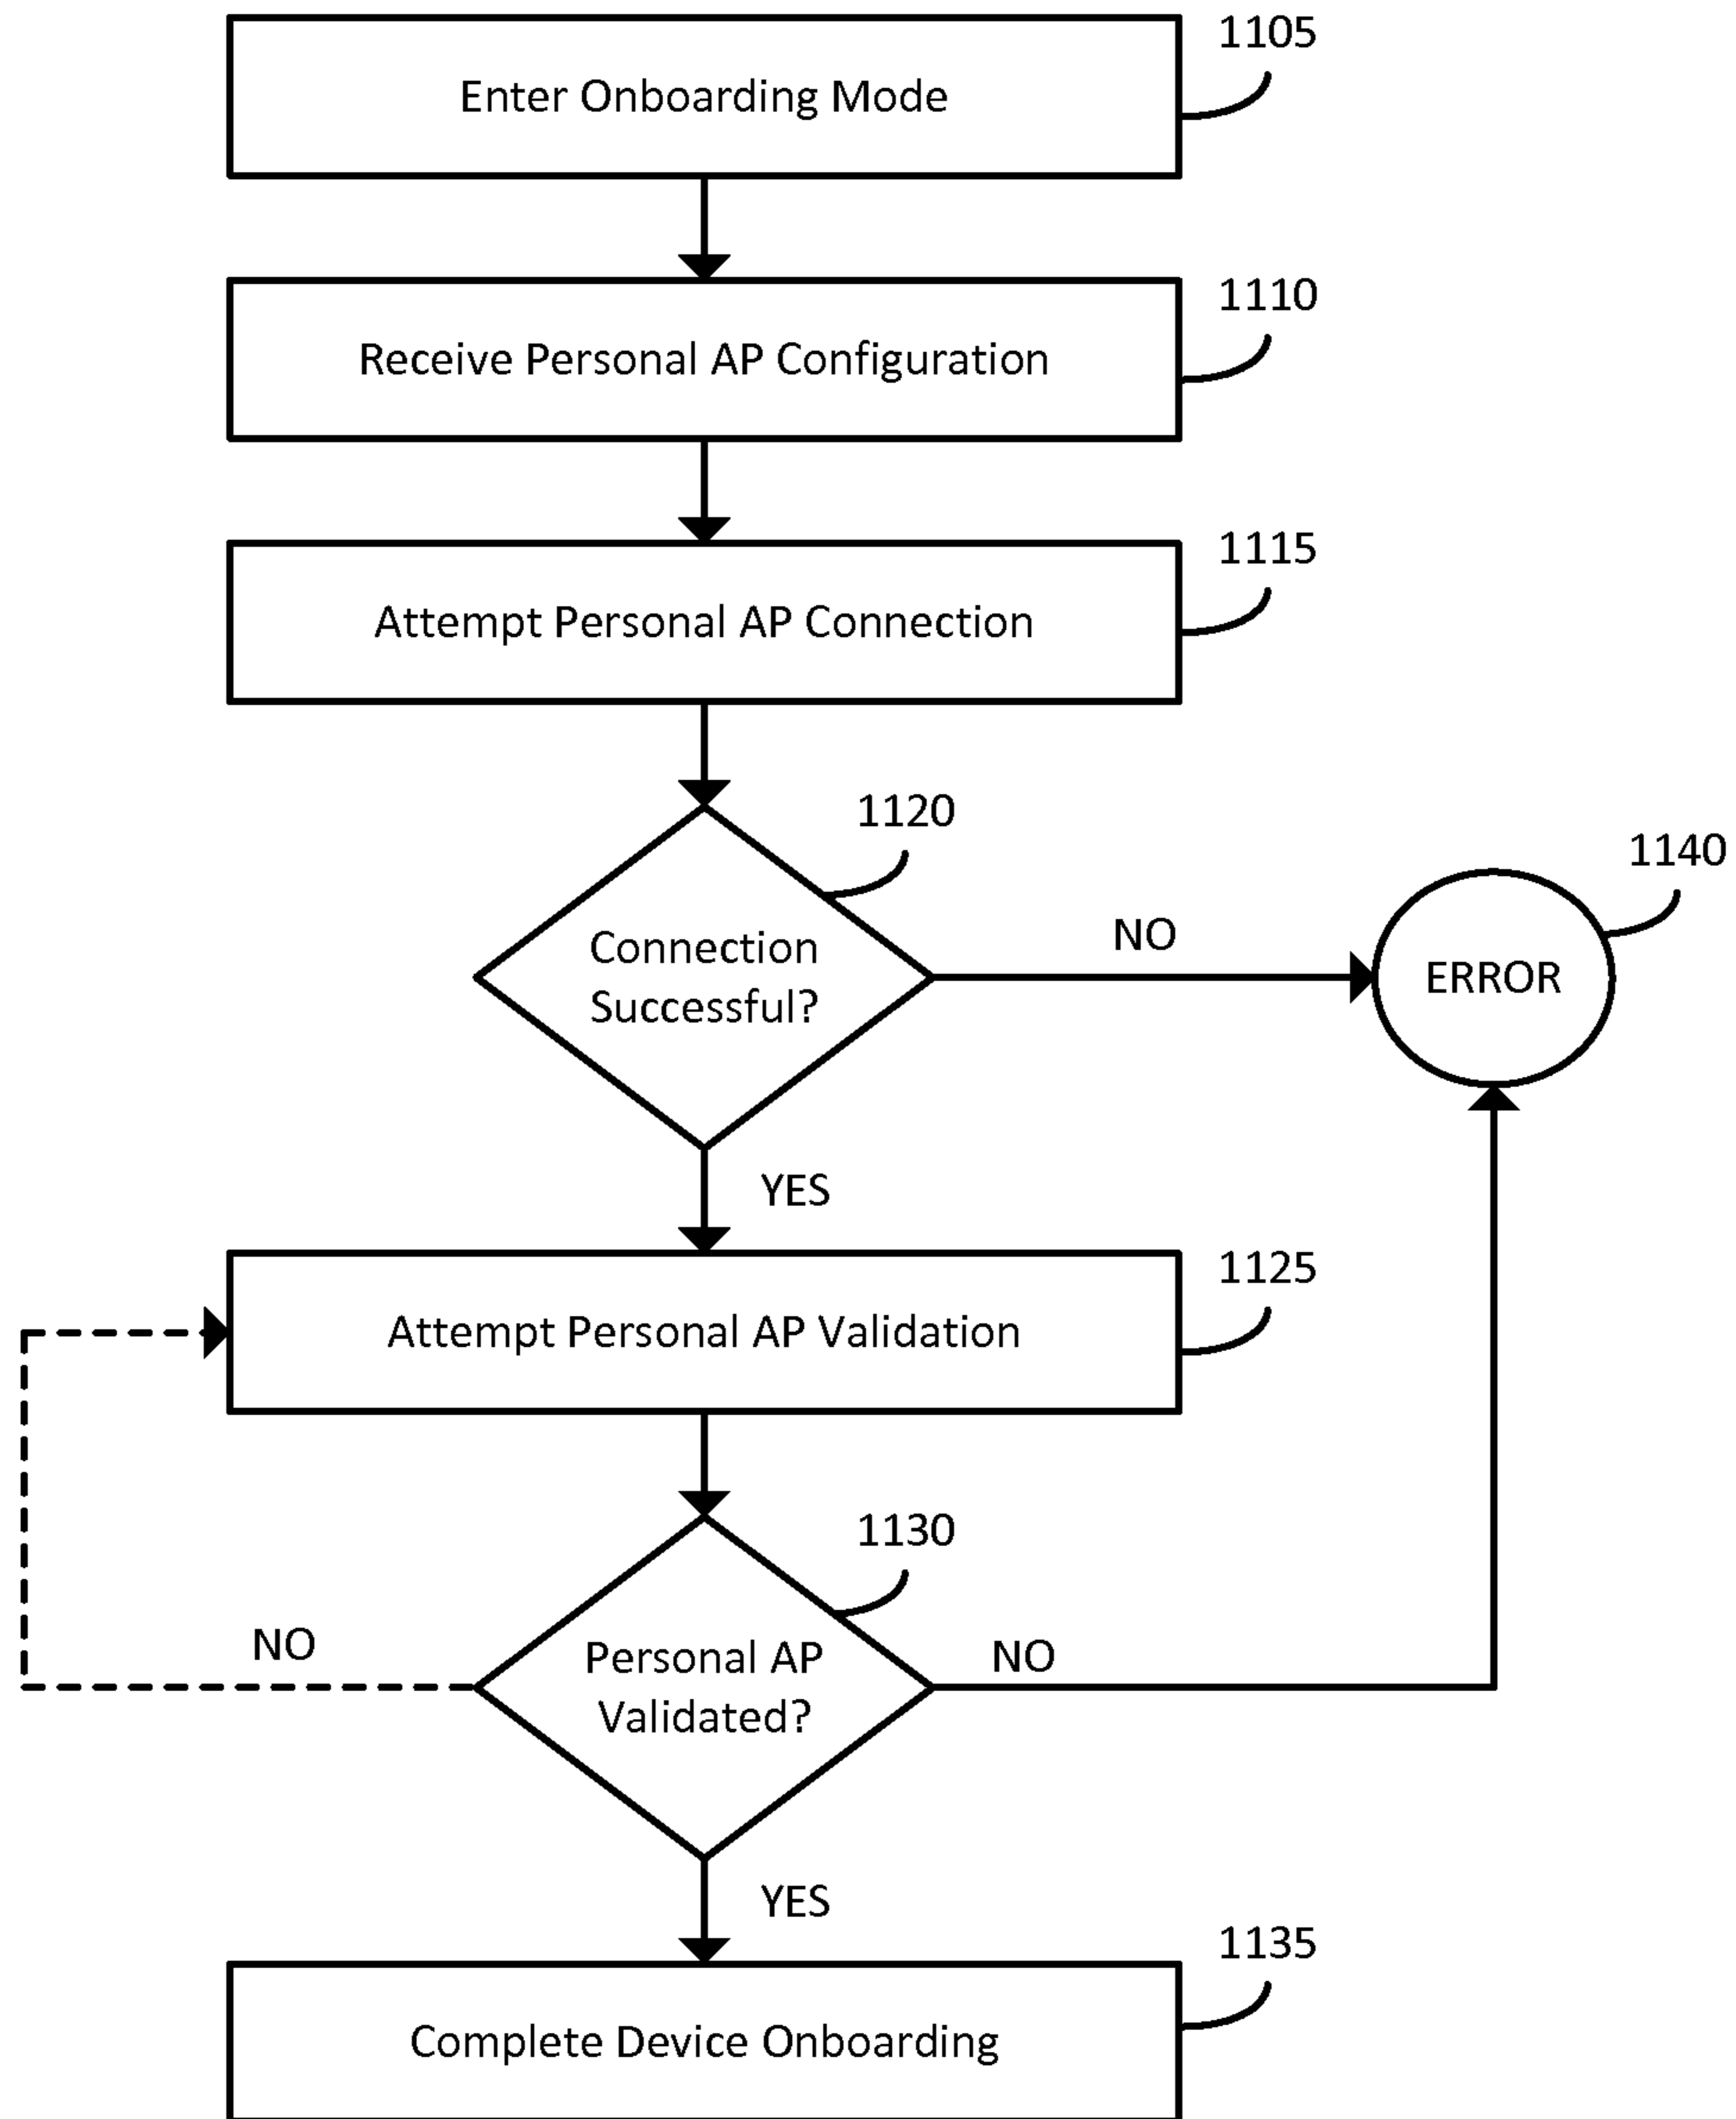 1105
Enter Onboarding Mode
1110
Receive Personal AP Configuration
1115
Attempt Personal AP Connection
1120
1140
Connection
Successful?
NO
ERROR
YES
1125
Attempt Personal AP Validation
1130
NO
Personal AP
Validated?
NO
YES
1135
Complete Device Onboarding